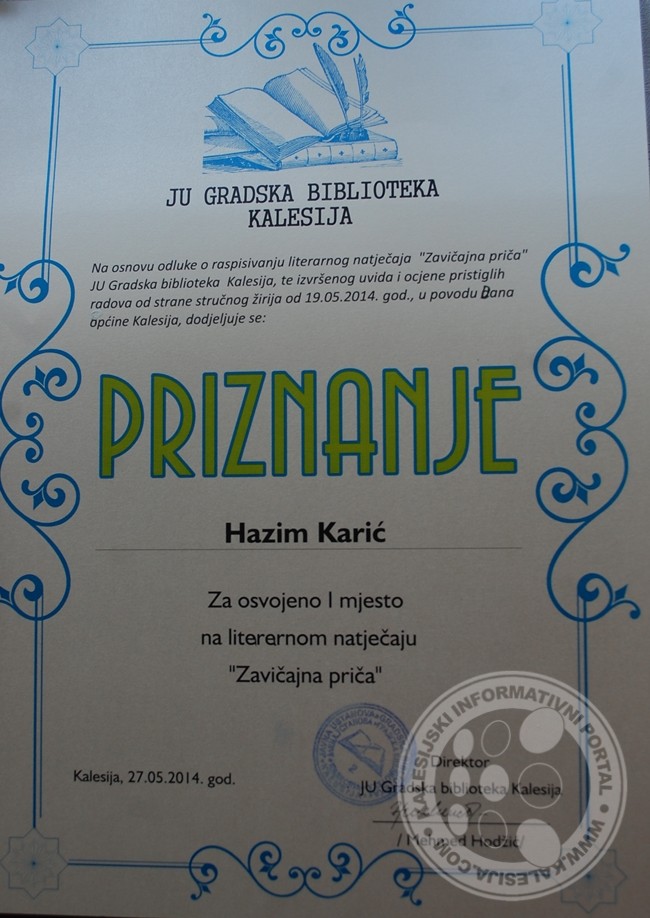 JU GRADSKA BIBLIOTEKA
KALESIJA
Na osnovu odluke o raspisivanju literarnog natječaja "Zavičajna priča"
JU Gradska biblioteka Kalesija, te izvršenog uvida i ocjene pristiglih
radova od strane stručnog žirija od 19.05.2014. god., u povodu Dana
općine Kalesija, dodjeljuje se:
PRIZNANJE
Hazim Karić
Za osvojeno I mjesto
na literernom natječaju
"Zavičajna priča"
Kalesija, 27.05.2014. god.
Direktor
JU Gradska biblioteka Kalesija
/ Mehmed Hodžić/
KALESIJSKI INFORMATIVNI PORTAL • WWW.KALESIJA.COM •